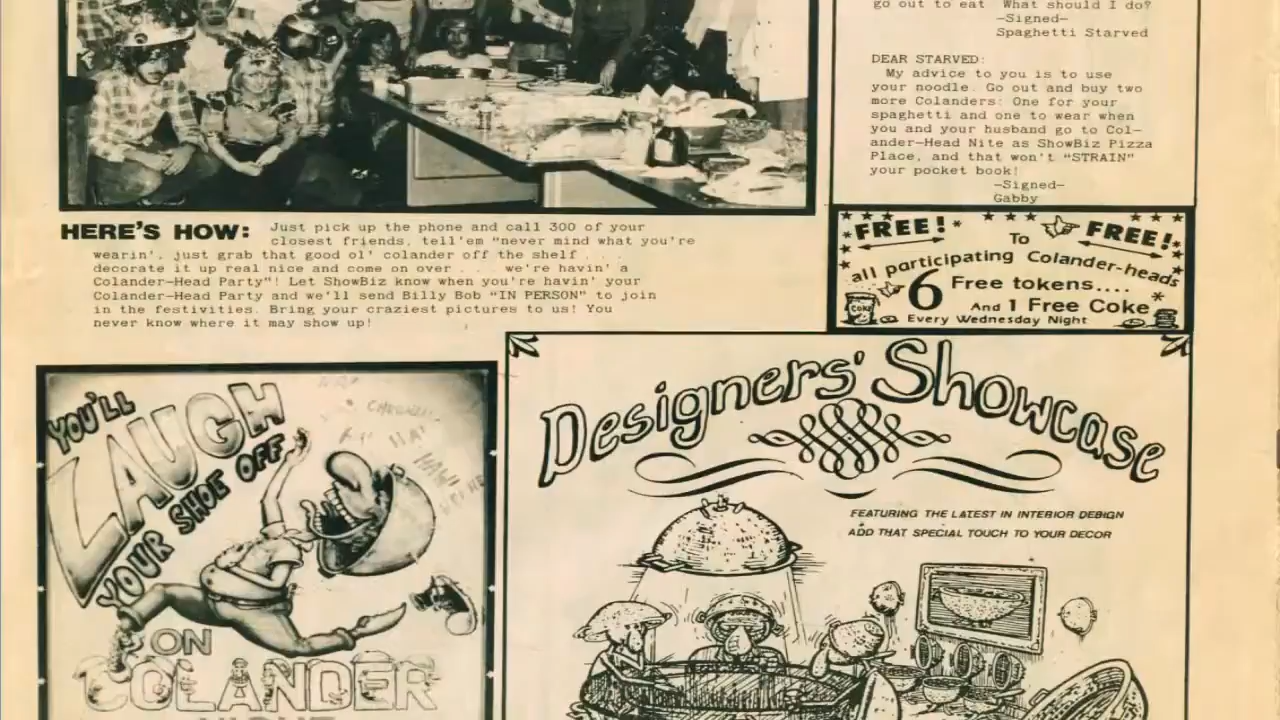 go out to eat What should I do?
—Signed—
Spaghetti Starved
DEAR STARVED:
My advice to you is to use
your noodle. Go out and buy two
more Colanders: One for your
spaghetti and one to wear when
you and your husband go to Col-
ander—Head Nite as ShowBiz Pizza
Place, and that won't "STRAIN"
your pocket book!
—Signed—
Gabby
HERE'S HOW: Just pick up the phone and call 300 of your
closest friends, tell'em "never mind what you're
wearin', just grab that good ol' colander off the shelf . . .
decorate it up real nice and come on over . . . we're havin' a
Colander—Head Party"! Let ShowBiz know when you're havin' your
Colander—Head Party and we'll send Billy Bob "IN PERSON" to join
in the festivities. Bring your craziest pictures to us! You
never know where it may show up!
FREE! To FREE!
all participating Colander-heads
6 Free tokens....
And 1 Free Coke
Coke
Every Wednesday Night
YOU'LL
LAUGH
YOUR SHOE OFF
ON
COLANDER
Designers' Showcase
FEATURING THE LATEST IN INTERIOR DESIGN
ADD THAT SPECIAL TOUCH TO YOUR DECOR